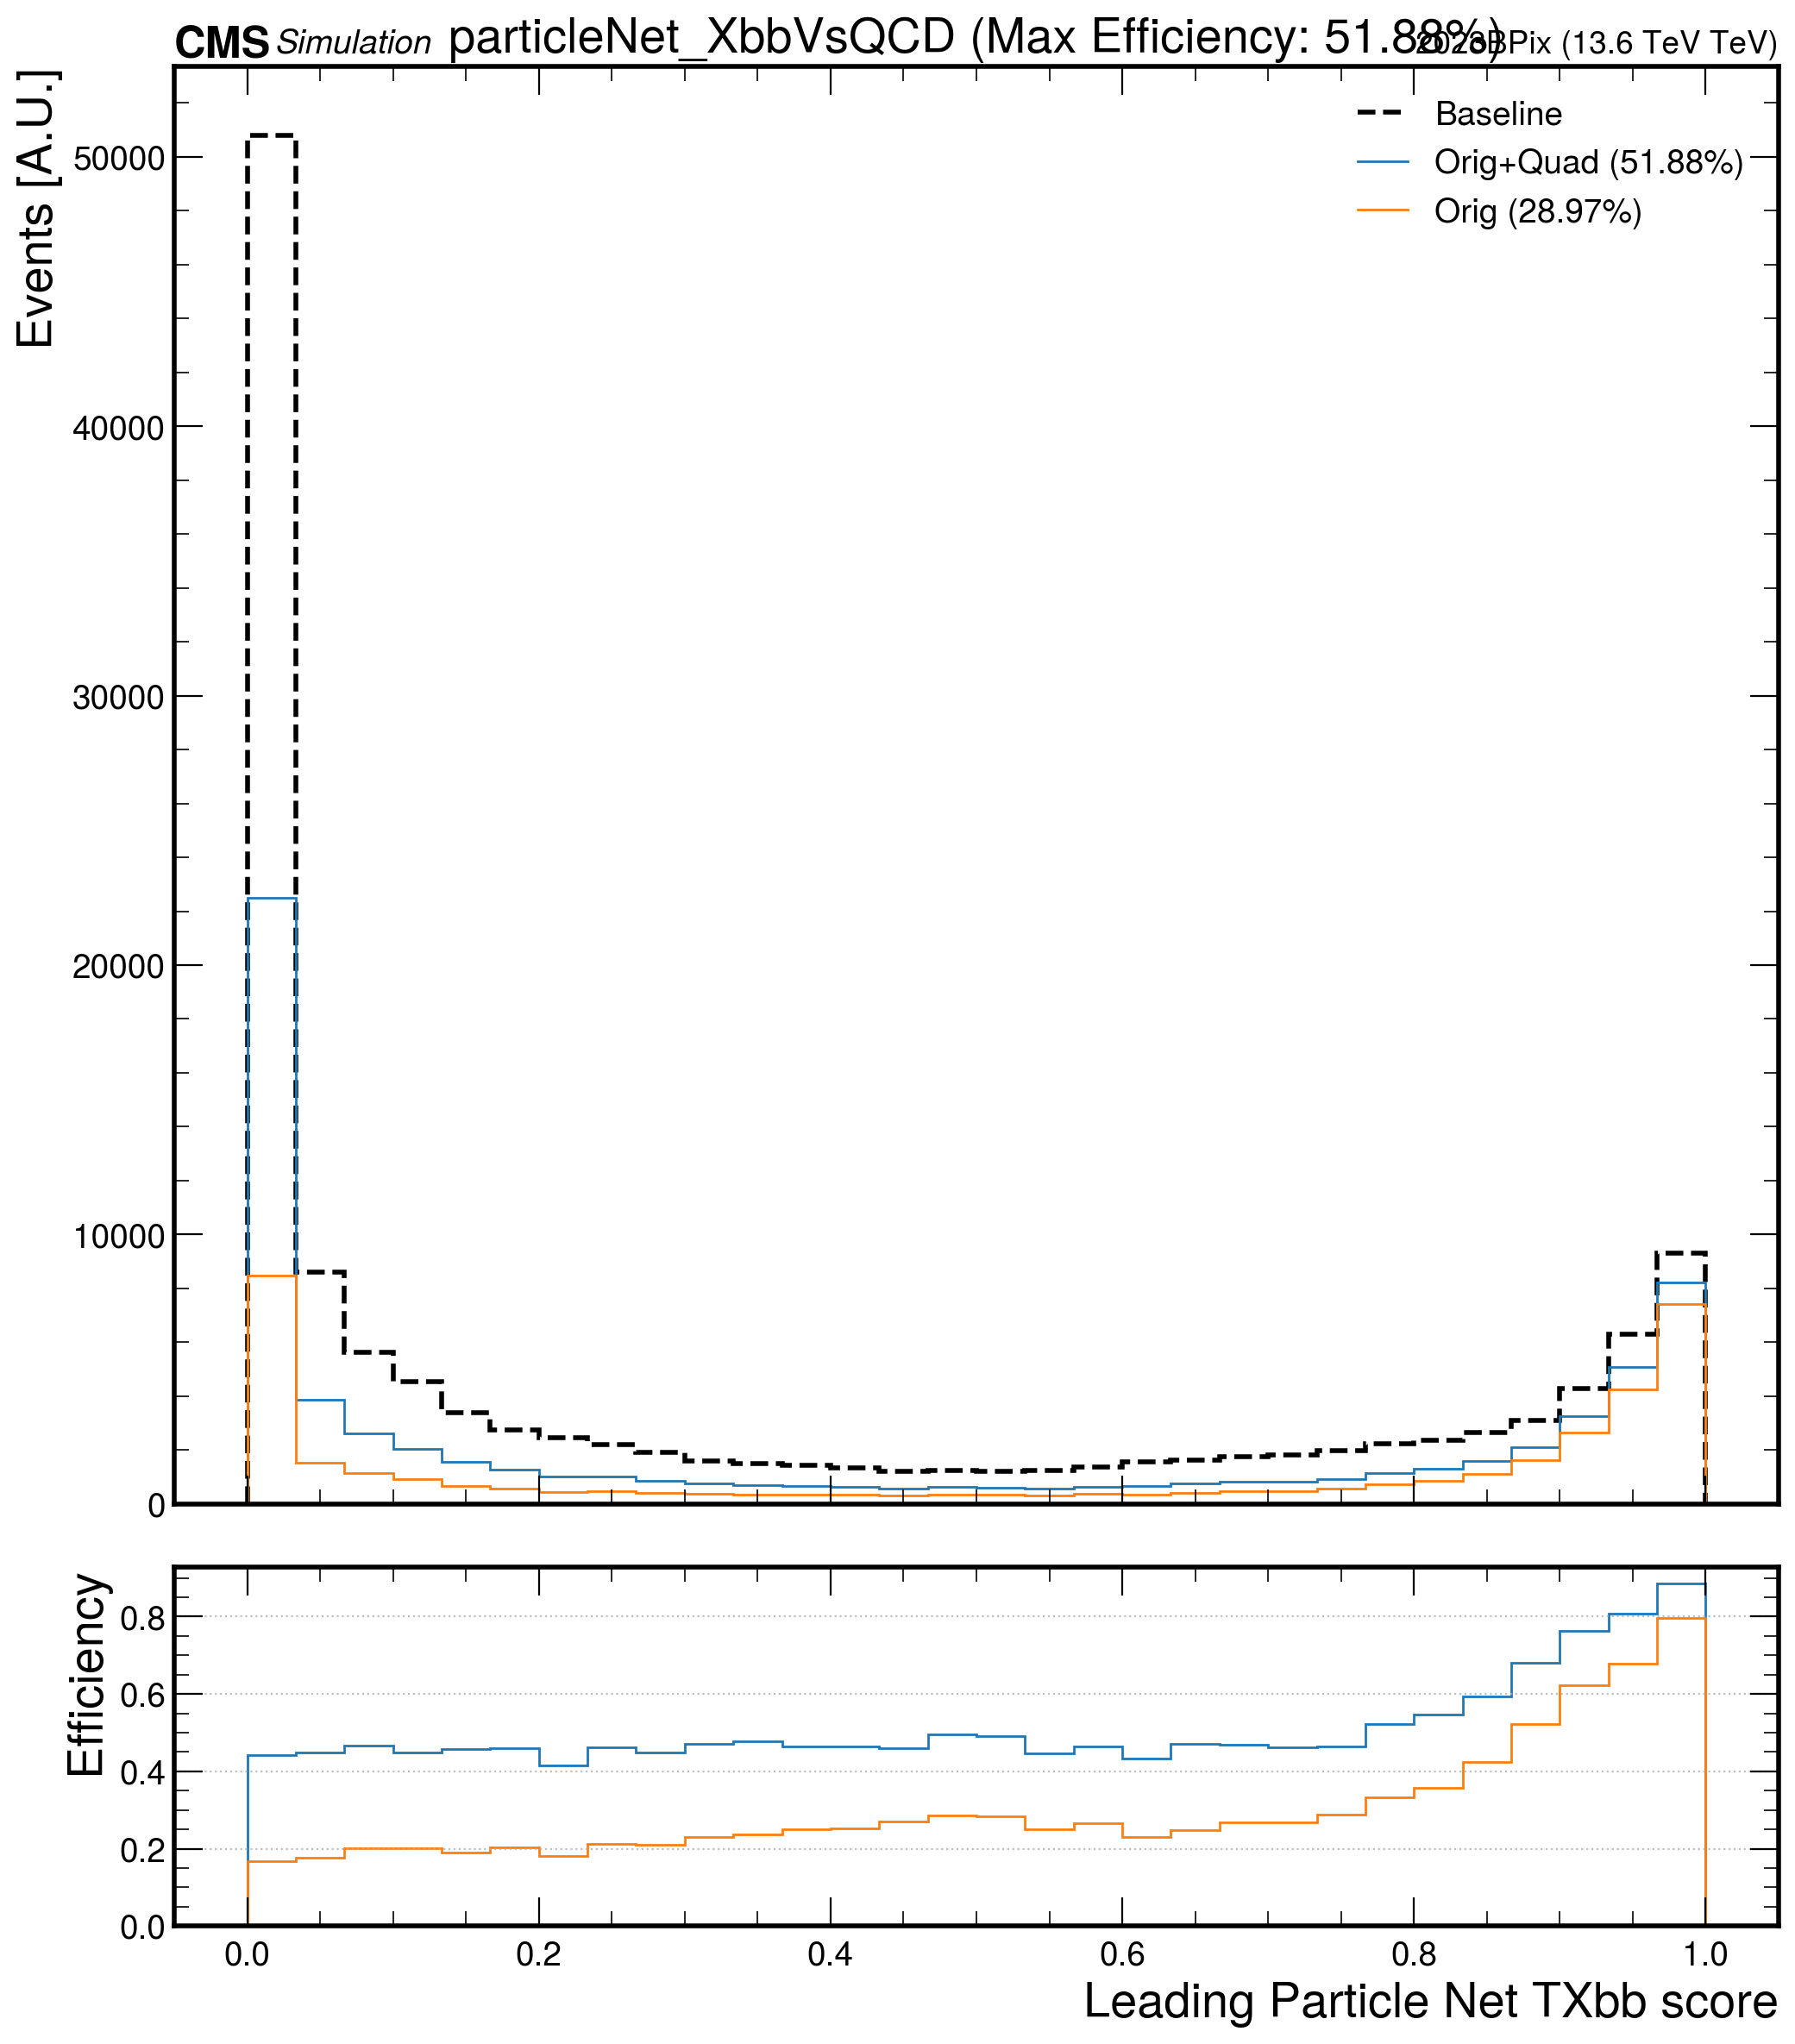 CMS Simulation particleNet_XbbVsQCD (Max Efficiency: 51.88%) 2023BPix (13.6 TeV TeV)
Events [A.U.]
50000
40000
30000
20000
10000
0
Baseline
Orig+Quad (51.88%)
Orig (28.97%)
Efficiency
0.8
0.6
0.4
0.2
0.0
0.0 0.2 0.4 0.6 0.8 1.0
Leading Particle Net TXbb score